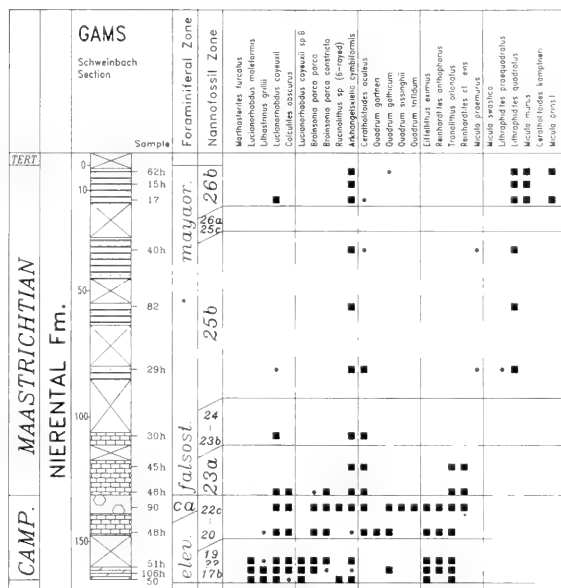 GAMS
Schweinbach
Section
Sample
Foraminiferal Zone
Nannofossil Zone
Marthasterites furcatus
Lucianorhabdus maleformis
Lithastrinus grillii
Lucianorhabdus cayeuxii
Calculites obscurus
Lucianorhabdus cayeuxii sp B
Broinsonia parca parca
Broinsonia parca constricta
Rucinolithus sp (6-rayed)
Arkhangelskiella cymbiformis
Ceratolithoides aculeus
Quadrum gartneri
Quadrum gothicum
Quadrum sissinghii
Quadrum trifidum
Eiffellithus eximius
Reinhardtites anthophorus
Tranolithus orionatus
Reinhardtites cf levis
Micula praemurus
Micula swastica
Lithraphidites praequadratus
Lithraphidites quadratus
Micula murus
Ceratolithoides kamptneri
Micula prinsii
TERT
MAASTRICHTIAN
CAMP.
NIERENTAL Fm.
0
50
100
150
62h
15h
17
40h
82
29h
30h
45h
46h
90
48h
51h
106h
50
mayaor.
falsost.
ca
elev.
26b
26a
25c
25b
24
23b
23a
22c
20
19
??
17b